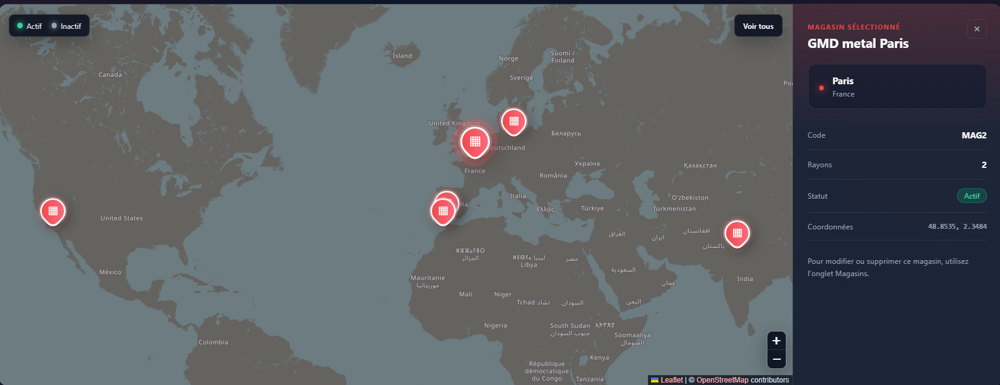 Actif
Inactif
Voir tous
Ísland
Norge
Suomi /
Finland
Canada
Sverige
United Kingdom
Беларусь
eutschland
Україна
Қазақстан
France
România
Italia
O'zbekiston
ña
Ελλάς
Türkiye
Türkmenistan
United States
العراق
ايران
افغانستان
پاکستان
الجزائر
ليبيا
Libya
مصر
México
السعودية
India
Mauritanie
موريتانيا
عمان
Mali
Niger
Tchad تشاد
السودان
اليمن
Nigeria
South Sudan
جنوب السودان
Soomaaliya
الصومال
Colombia
Kenya
République
démocratique
du Congo
Tanzania
+
−
Leaflet | © OpenStreetMap contributors
MAGASIN SÉLECTIONNÉ
×
GMD metal Paris
Paris
France
Code
MAG2
Rayons
2
Statut
Actif
Coordonnées
48.8535, 2.3484
Pour modifier ou supprimer ce magasin, utilisez
l'onglet Magasins.